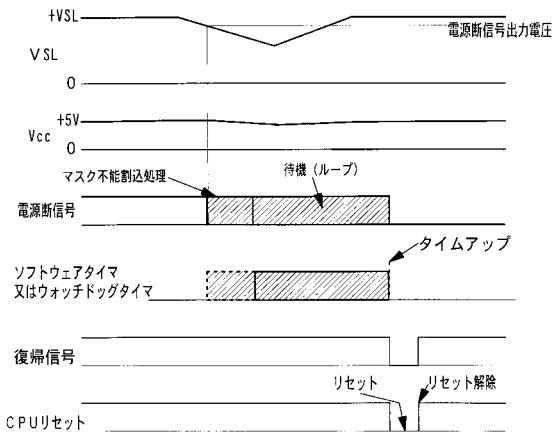 +VSL
電源断信号出力電圧
VSL
0
+5V
Vcc
0
マスク不能割込処理
待機（ループ）
電源断信号
タイムアップ
ソフトウェアタイマ
又はウォッチドッグタイマ
復帰信号
リセット
リセット解除
CPUリセット